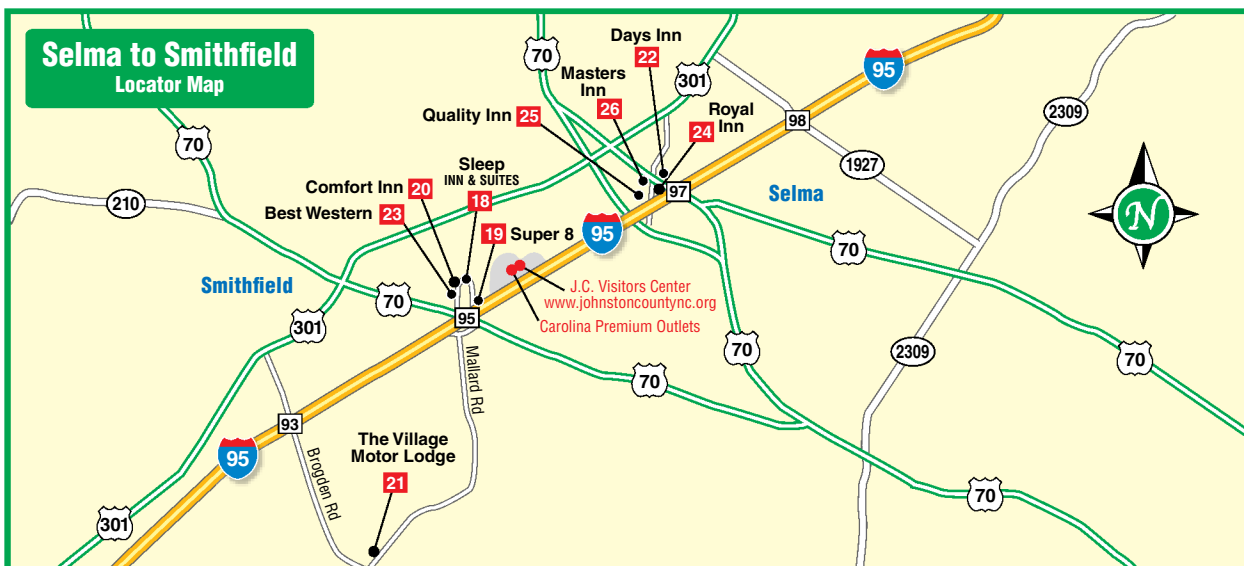 Selma to Smithfield
Locator Map
70
Days Inn
22
301
95
Masters
Inn
26
Quality Inn 25
Royal
Inn
24
98
2309
70
1927
Sleep
INN & SUITES
18
Comfort Inn 20
210
Best Western 23
97
Selma
N
19 Super 8
95
70
Smithfield
J.C. Visitors Center
www.johnstoncountync.org
Carolina Premium Outlets
70
95
301
2309
70
70
70
Mallard Rd
93
The Village
Motor Lodge
21
95
Brogden Rd
70
301